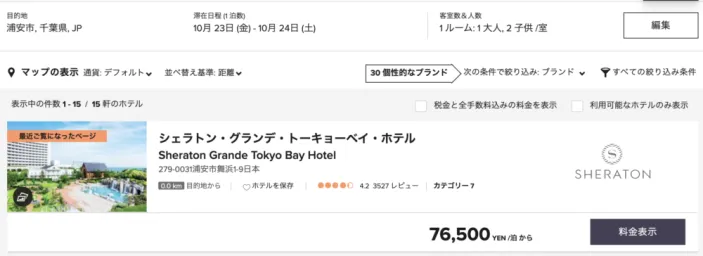 目的地
浦安市, 千葉県, JP
滞在日程 (1 泊数)
10月 23日 (金) - 10月 24日 (土)
客室数＆人数
1 ルーム: 1 大人, 2 子供 /室
編集
マップの表示 通貨: デフォルト 並べ替え基準: 距離
30 個性的なブランド 次の条件で絞り込み: ブランド すべての絞り込み条件
表示中の件数 1 - 15 / 15 軒のホテル
税金と全手数料込みの料金を表示 利用可能なホテルのみ表示
最近ご覧になったページ
シェラトン・グランデ・トーキョーベイ・ホテル
Sheraton Grande Tokyo Bay Hotel
279-0031浦安市舞浜1-9日本
0.0 km 目的地から ホテルを保存 4.2 3527 レビュー カテゴリー 7
SHERATON
76,500 YEN /泊 から
料金表示